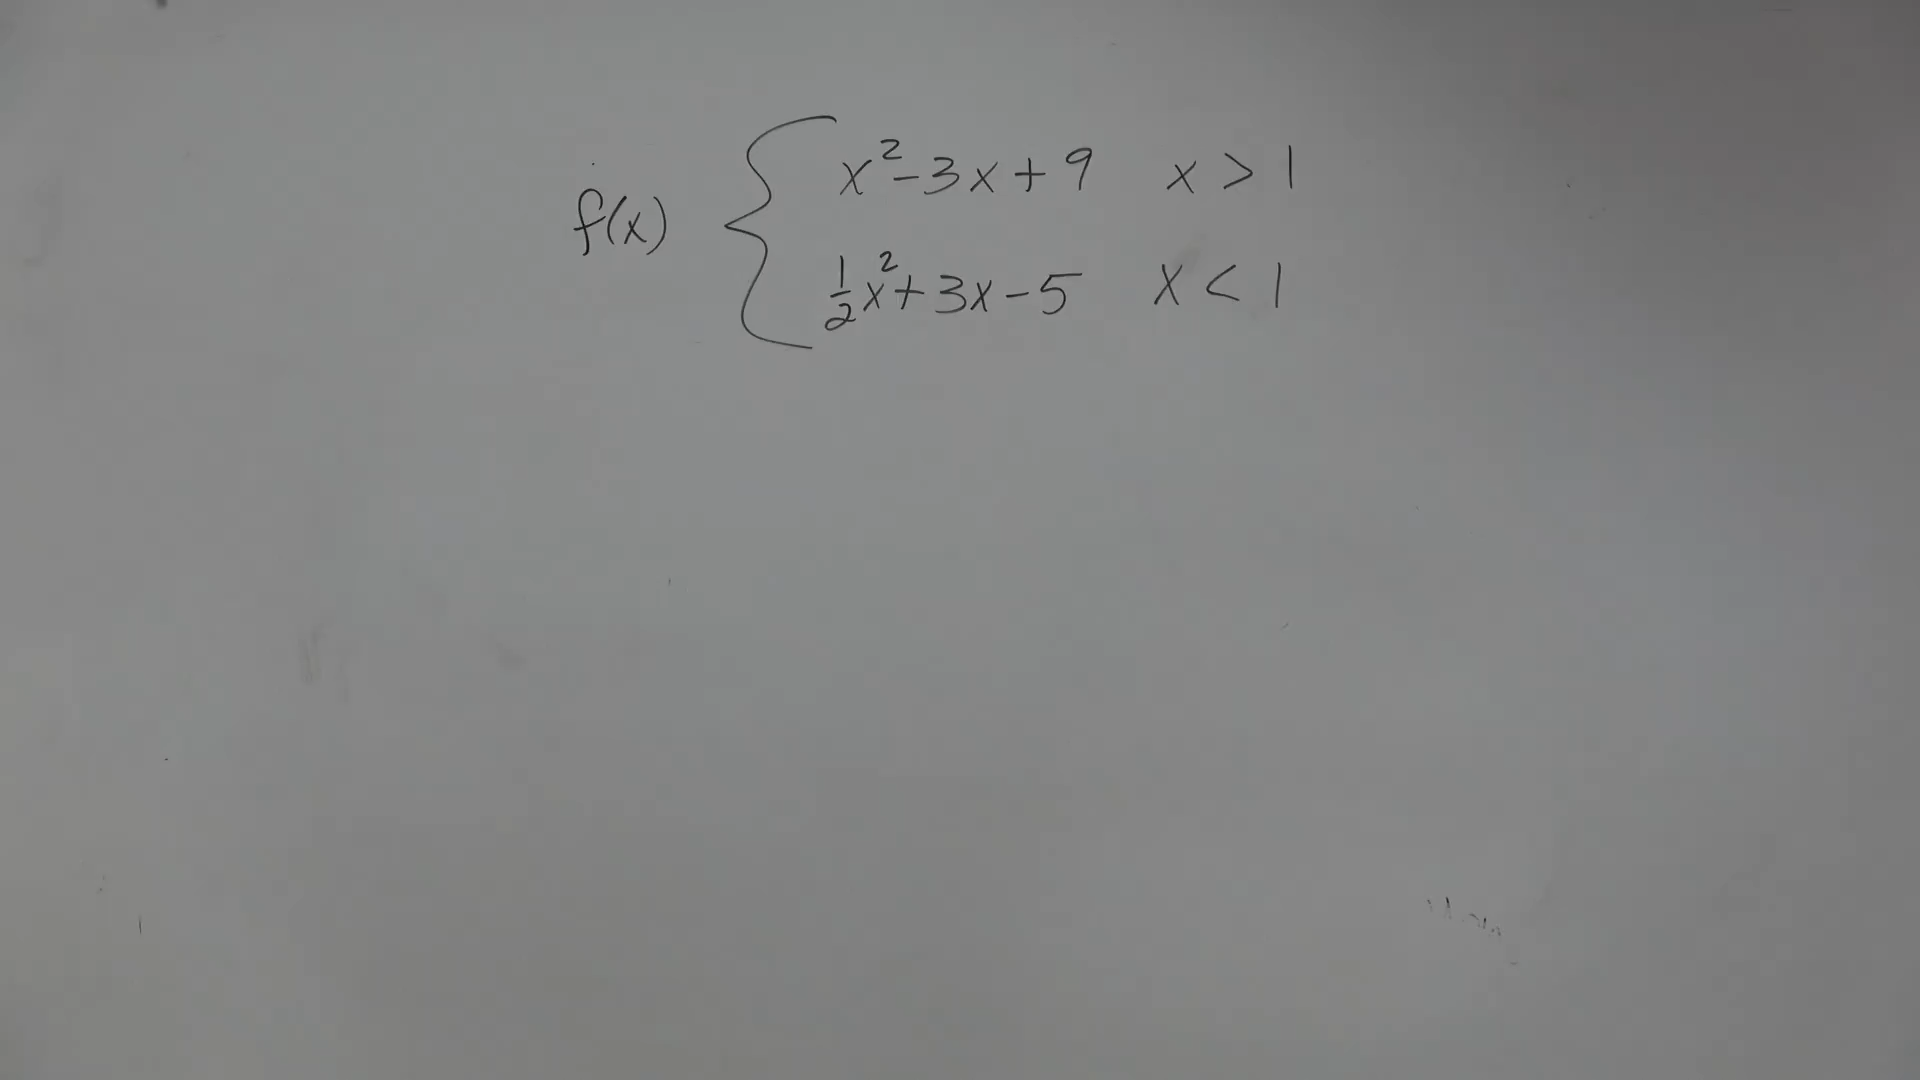 f(x) { x² - 3x + 9 x > 1
½x² + 3x - 5 x < 1